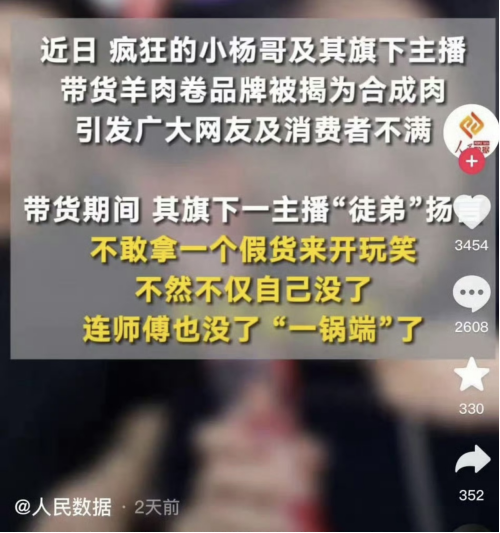 近日 疯狂的小杨哥及其旗下主播
带货羊肉卷品牌被揭为合成肉
引发广大网友及消费者不满
带货期间 其旗下一主播“徒弟”扬
不敢拿一个假货来开玩笑
不然不仅自己没了
连师傅也没了 “一锅端”了
3454
2608
330
352
@人民数据 · 2天前